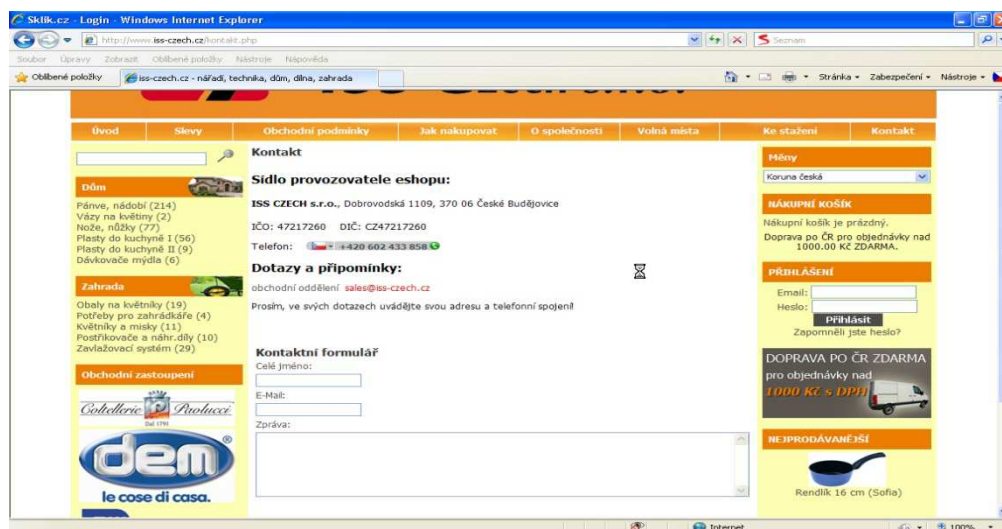 Sklik.cz - Login - Windows Internet Explorer
http://www.iss-czech.cz/kontakt.php
Seznam
Soubor Úpravy Zobrazit Oblíbené položky Nástroje Nápověda
Oblíbené položky
iss-czech.cz - nářadí, technika, dům, dílna, zahrada
Stránka Zabezpečení Nástroje
Úvod Slevy Obchodní podmínky Jak nakupovat O společnosti Volná místa Ke stažení Kontakt
Dům
Pánve, nádobí (214)
Vázy na květiny (2)
Nože, nůžky (77)
Plasty do kuchyně I (56)
Plasty do kuchyně II (9)
Dávkovače mýdla (6)
Zahrada
Obaly na květníky (19)
Potřeby pro zahrádkáře (4)
Květníky a misky (11)
Postřikovače a náhr.díly (10)
Zavlažovací systém (29)
Obchodní zastoupení
Coltellerie Paolucci
Dal 1791
dem
le cose di casa.
Kontakt
Sídlo provozovatele eshopu:
ISS CZECH s.r.o., Dobrovodská 1109, 370 06 České Budějovice
IČO: 47217260 DIČ: CZ47217260
Telefon: +420 602 433 858
Dotazy a připomínky:
obchodní oddělení sales@iss-czech.cz
Prosím, ve svých dotazech uvádějte svou adresu a telefonní spojení!
Kontaktní formulář
Celé jméno:
E-Mail:
Zpráva:
Měny
Koruna česká
NÁKUPNÍ KOŠÍK
Nákupní košík je prázdný.
Doprava po ČR pro objednávky nad
1000.00 Kč ZDARMA.
PŘIHLÁŠENÍ
Email:
Heslo:
Přihlásit
Zapomněli jste heslo?
DOPRAVA PO ČR ZDARMA
pro objednávky nad
1000 Kč s DPH
NEJPRODÁVANĚJŠÍ
Rendlík 16 cm (Sofia)
Internet
100%